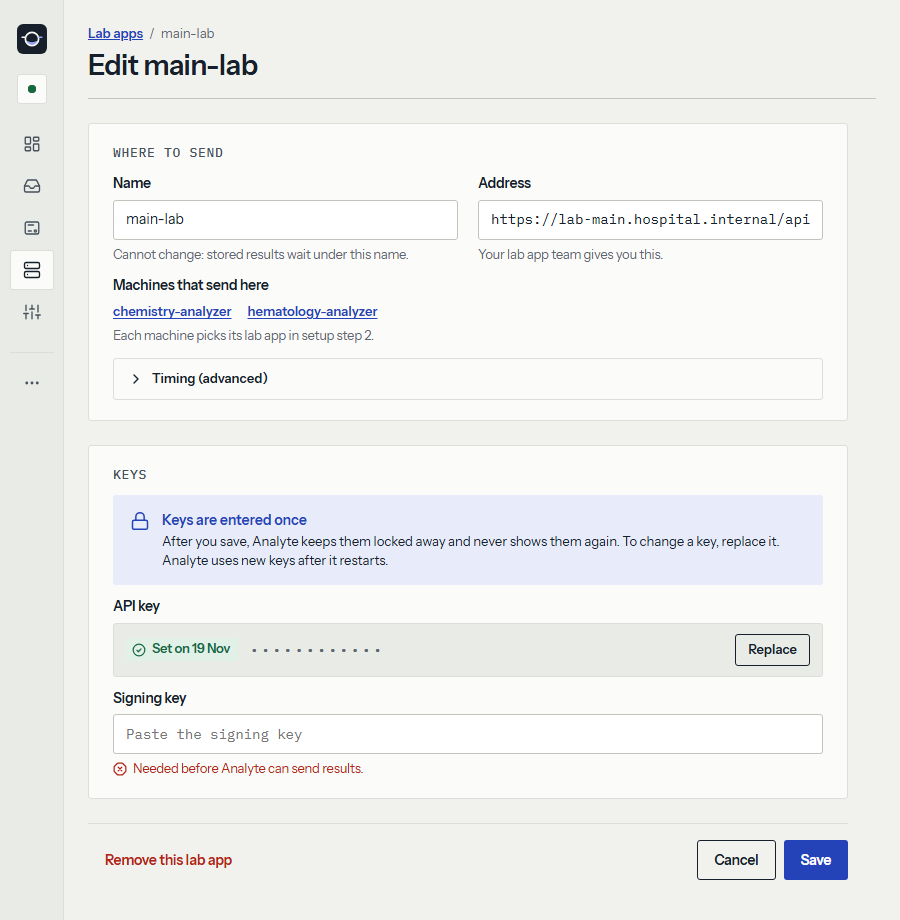 Lab apps / main-lab
Edit main-lab
WHERE TO SEND
Name
Address
main-lab
https://lab-main.hospital.internal/api
Cannot change: stored results wait under this name.
Your lab app team gives you this.
Machines that send here
chemistry-analyzer hematology-analyzer
Each machine picks its lab app in setup step 2.
Timing (advanced)
KEYS
Keys are entered once
After you save, Analyte keeps them locked away and never shows them again. To change a key, replace it.
Analyte uses new keys after it restarts.
API key
Set on 19 Nov
Replace
Signing key
Paste the signing key
Needed before Analyte can send results.
Remove this lab app
Cancel
Save